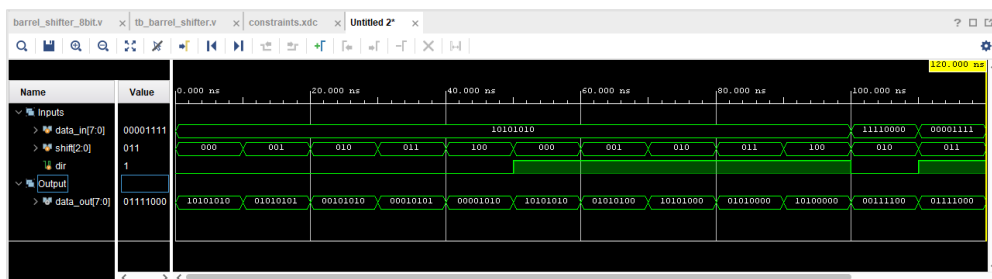 barrel_shifter_8bit.v x tb_barrel_shifter.v x constraints.xdc x Untitled 2* x ?
120.000 ns
Name Value 0.000 ns 20.000 ns 40.000 ns 60.000 ns 80.000 ns 100.000 ns
Inputs
data_in[7:0] 00001111 10101010 11110000 00001111
shift[2:0] 011 000 001 010 011 100 000 001 010 011 100 010 011
dir 1
Output
data_out[7:0] 01111000 10101010 01010101 00101010 00010101 00001010 10101010 01010100 10101000 01010000 10100000 00111100 01111000